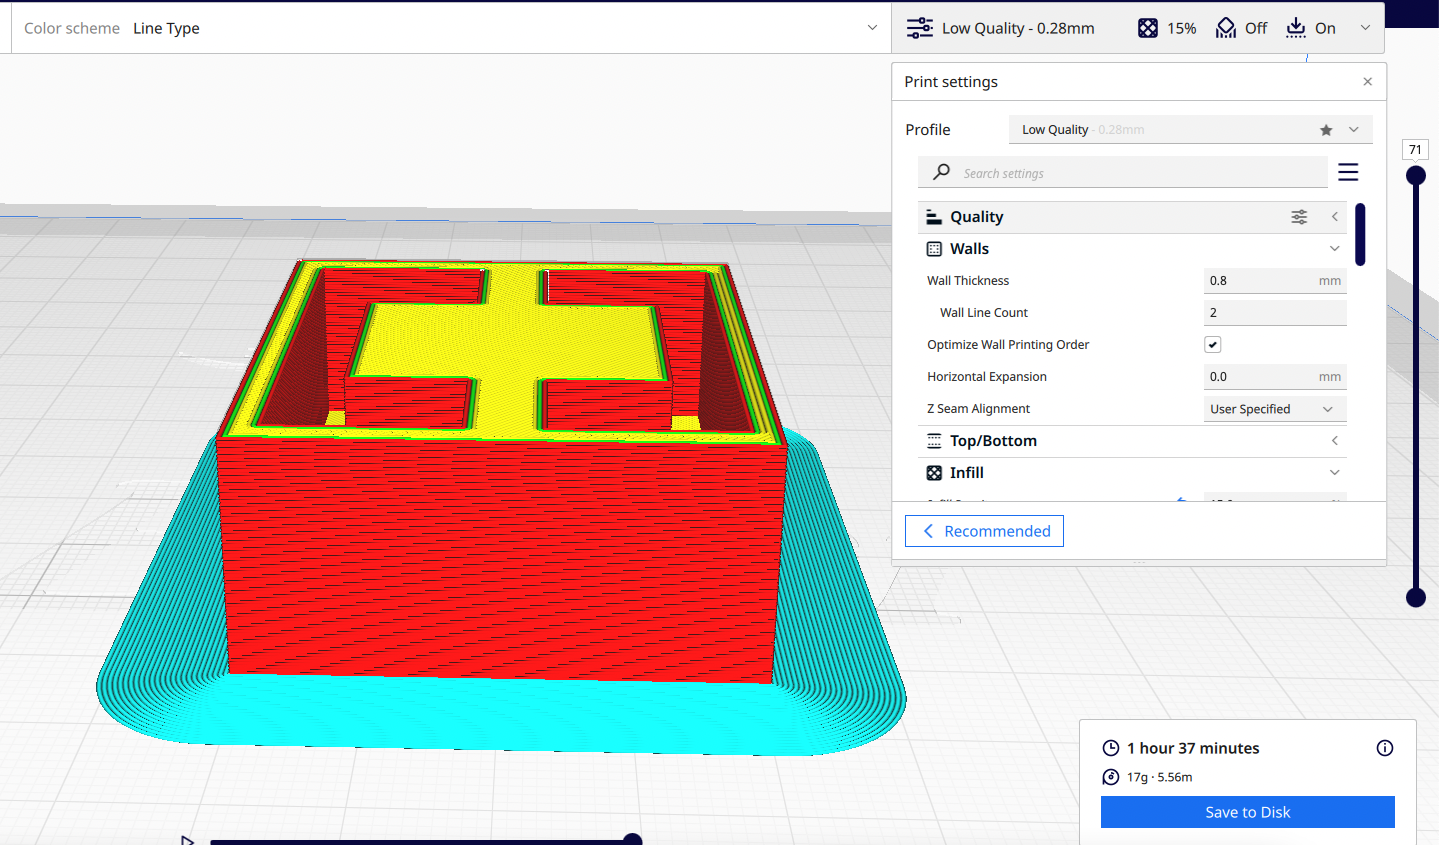 Color scheme Line Type
Low Quality - 0.28mm 15% Off On
Print settings
Profile Low Quality - 0.28mm
Search settings
71
Quality
Walls
Wall Thickness 0.8 mm
Wall Line Count 2
Optimize Wall Printing Order
Horizontal Expansion 0.0 mm
Z Seam Alignment User Specified
Top/Bottom
Infill
Recommended
1 hour 37 minutes
17g · 5.56m
Save to Disk